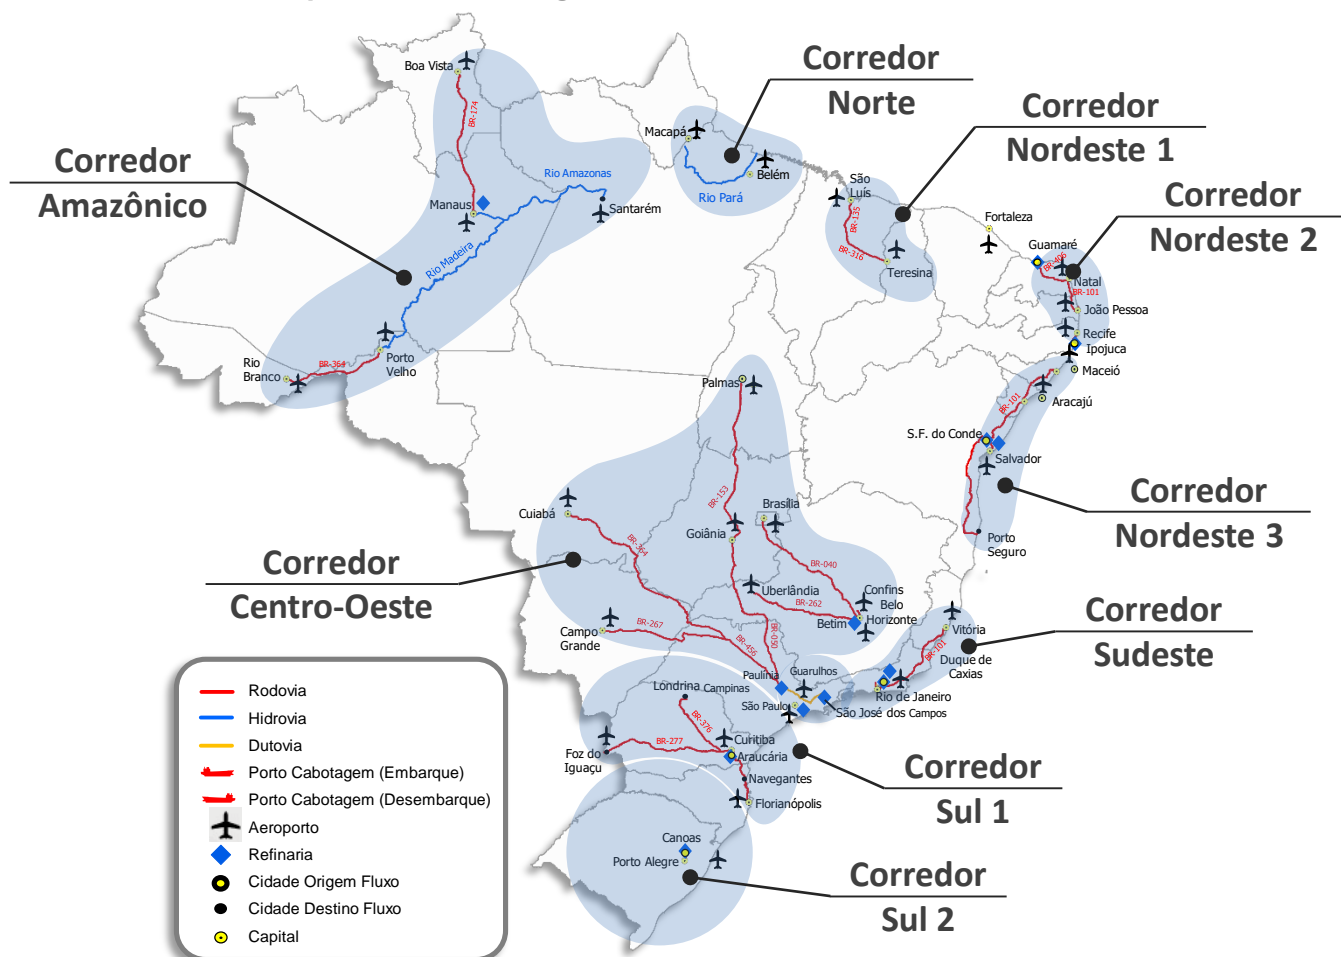 Corredor
Norte
Corredor
Nordeste 1
Corredor
Nordeste 2
Corredor
Amazônico
Boa Vista
BR-174
Macapá
Belém
Rio Pará
Rio Amazonas
Manaus
Santarém
Rio Madeira
São
Luís
BR-135
BR-316
Teresina
Fortaleza
Guamaré
BR-406
Natal
BR-101
João Pessoa
Recife
Ipojuca
Maceió
Aracajú
BR-101
S.F. do Conde
Salvador
Porto
Seguro
Corredor
Nordeste 3
Rio
Branco
BR-364
Porto
Velho
Palmas
BR-153
Brasília
Cuiabá
Goiânia
BR-364
BR-040
Uberlândia
BR-262
Confins
Belo
Horizonte
Betim
Corredor
Centro-Oeste
Campo
Grande
BR-267
BR-456
BR-050
Vitória
BR-101
Duque de
Caxias
Rio de Janeiro
Corredor
Sudeste
Paulínia
Guarulhos
Londrina
Campinas
São Paulo
São José dos Campos
BR-376
BR-277
Curitiba
Araucária
Foz do
Iguaçu
Navegantes
Florianópolis
Corredor
Sul 1
Canoas
Porto Alegre
Corredor
Sul 2
Rodovia
Hidrovia
Dutovia
Porto Cabotagem (Embarque)
Porto Cabotagem (Desembarque)
Aeroporto
Refinaria
Cidade Origem Fluxo
Cidade Destino Fluxo
Capital